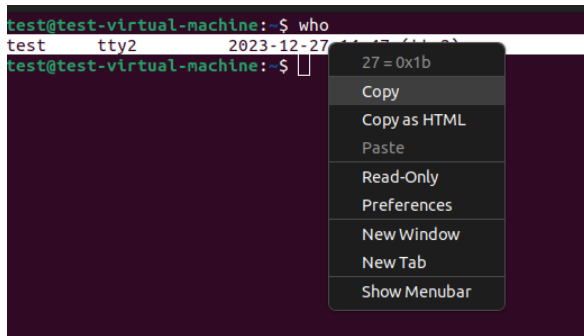 test@test-virtual-machine:~$ who
test tty2 2023-12-27
test@test-virtual-machine:~$
27 = 0x1b
Copy
Copy as HTML
Paste
Read-Only
Preferences
New Window
New Tab
Show Menubar